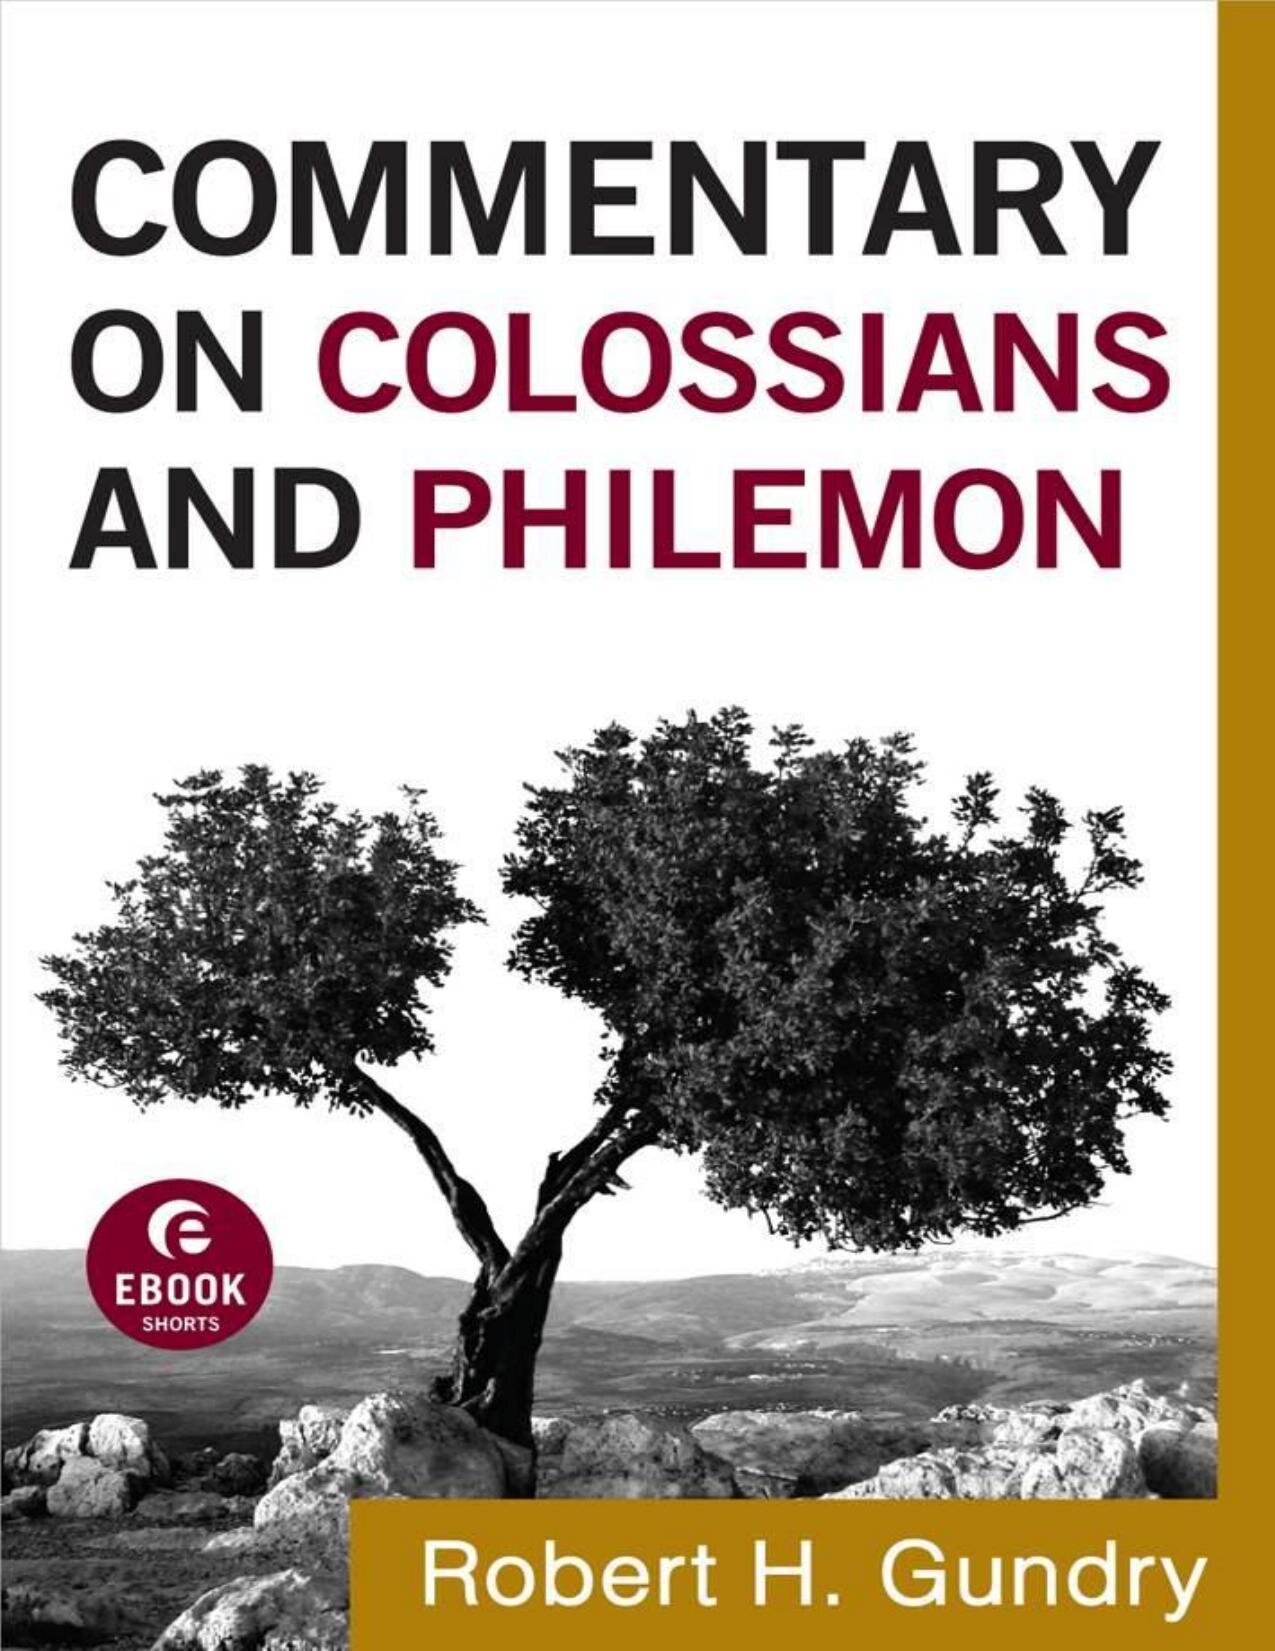 COMMENTARY
ON COLOSSIANS
AND PHILEMON
e
EBOOK
SHORTS
Robert H. Gundry